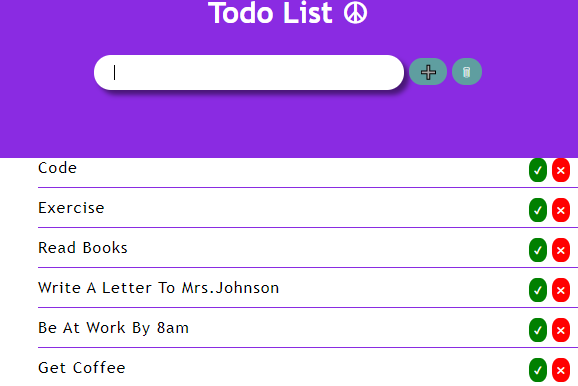 Todo List ☮
Code
Exercise
Read Books
Write A Letter To Mrs.Johnson
Be At Work By 8am
Get Coffee